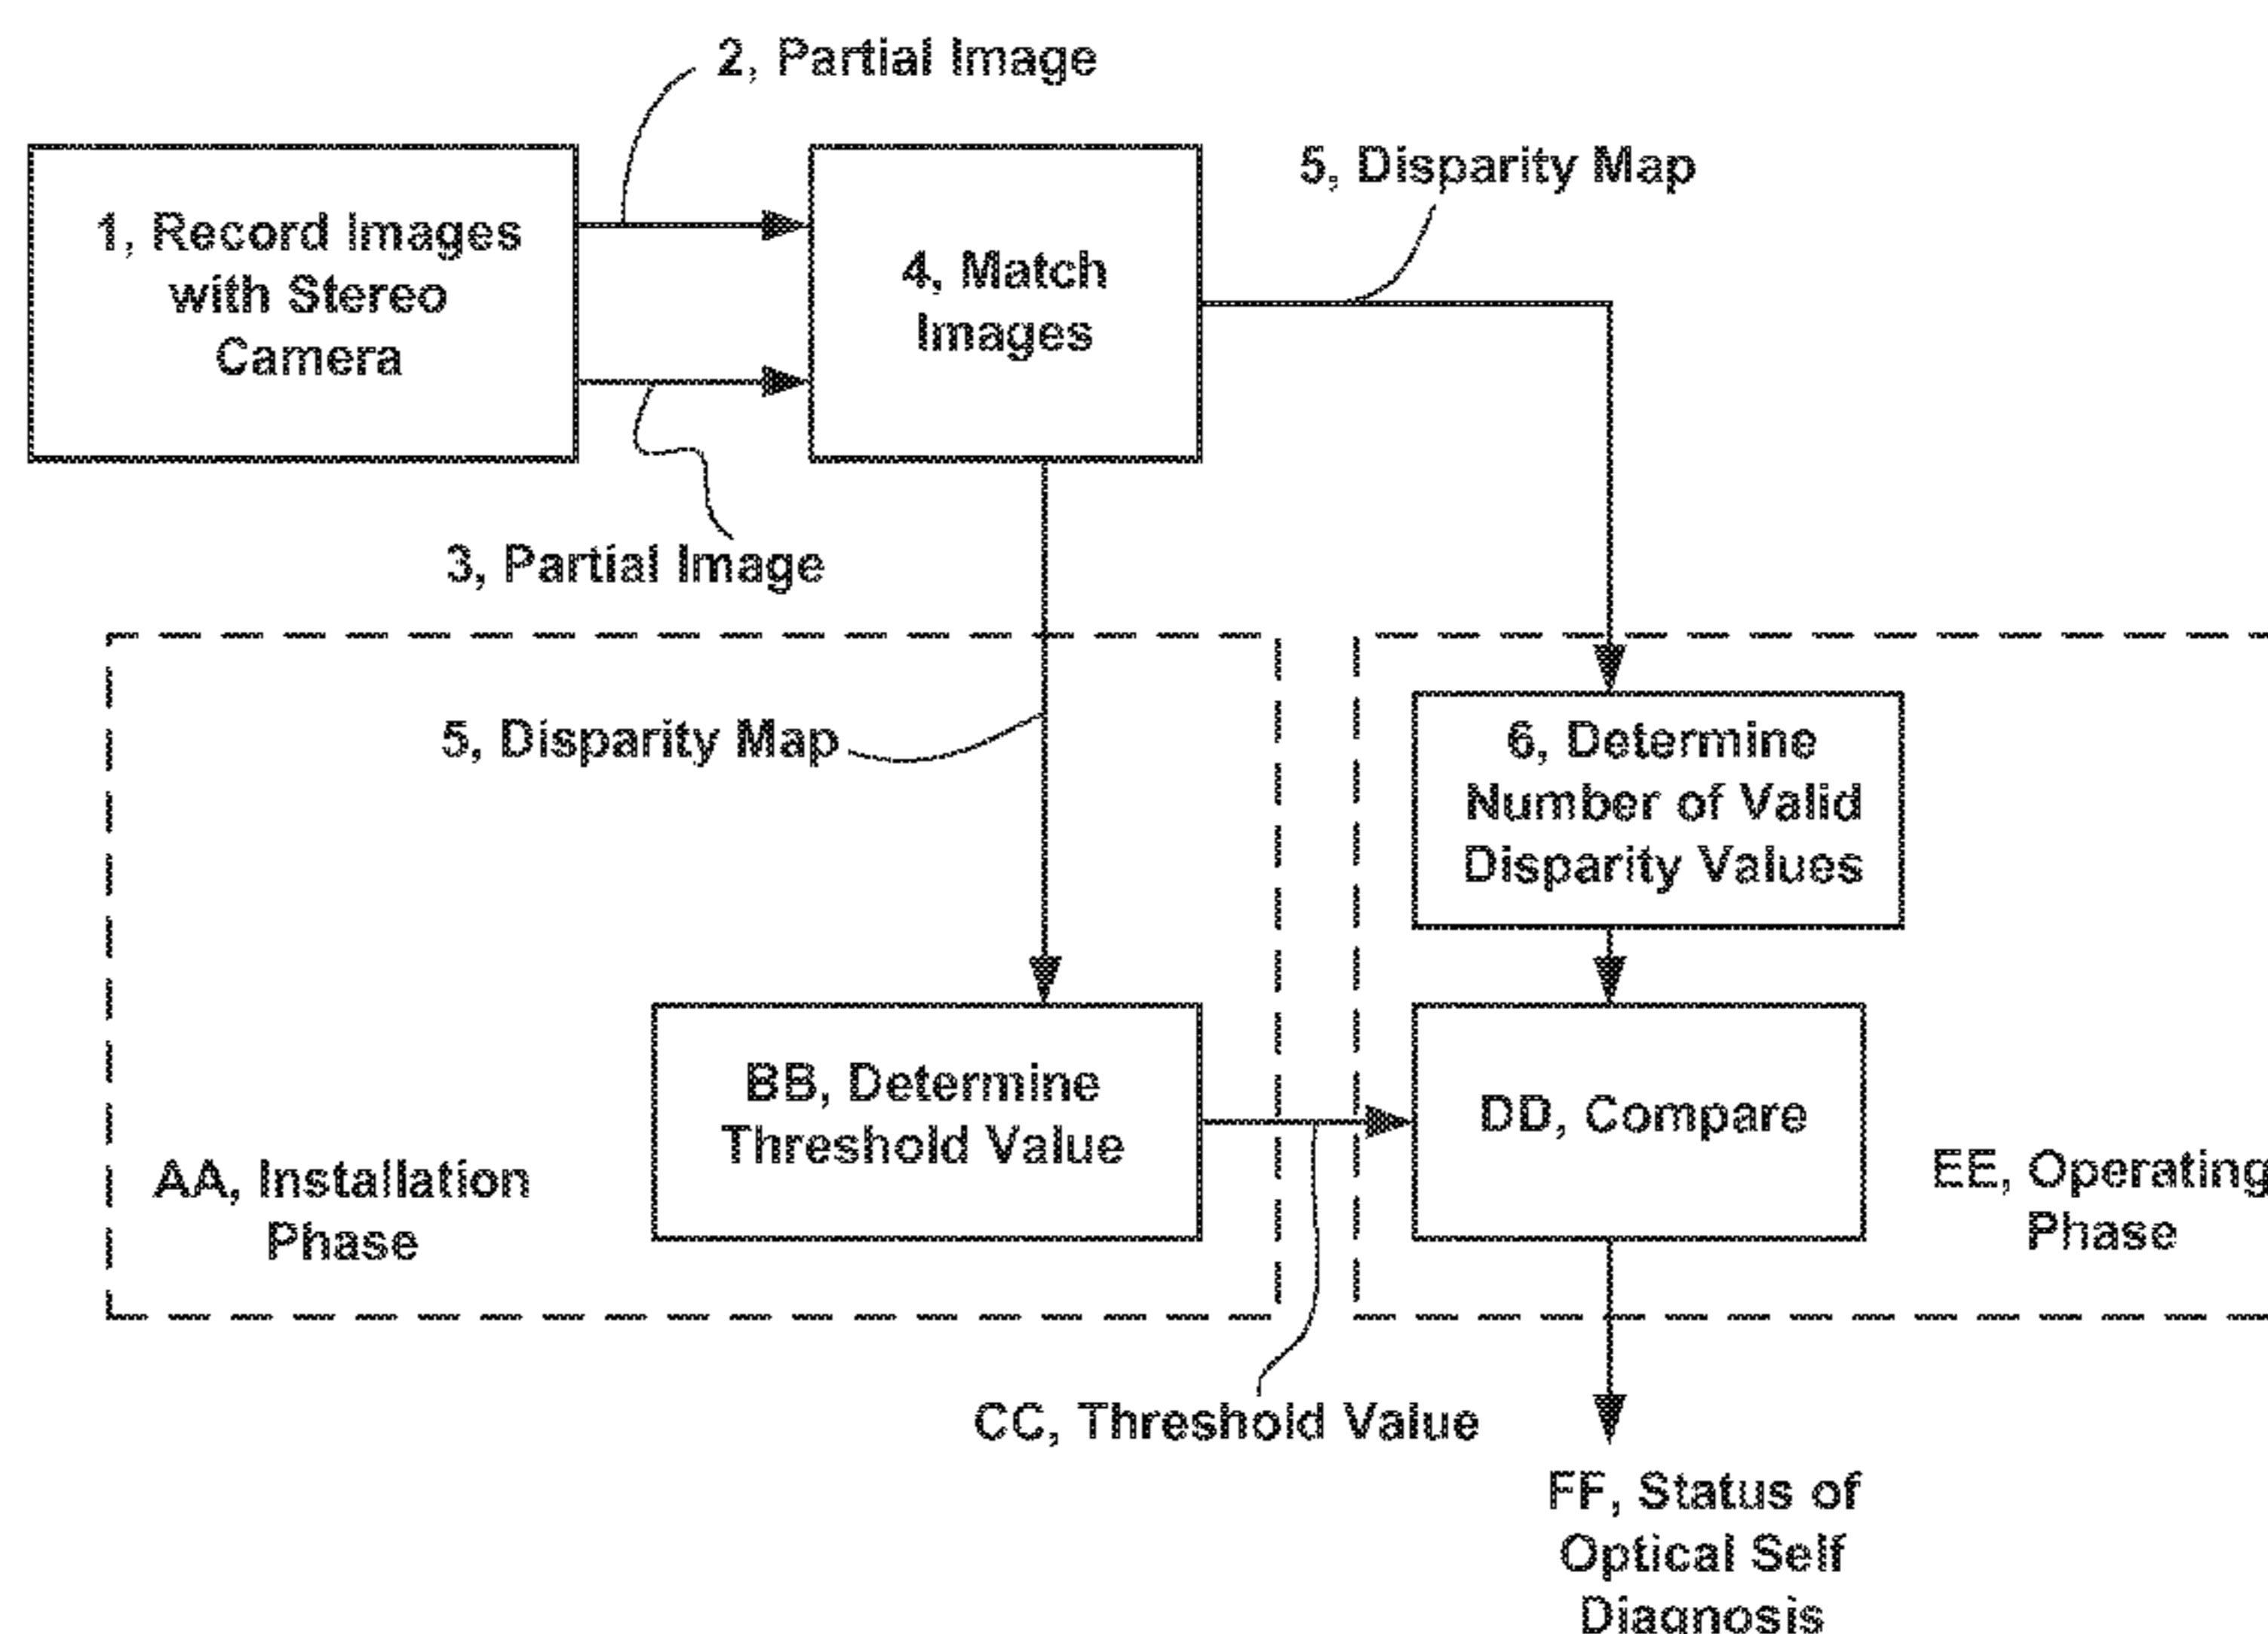 2, Partial Image
1, Record Images
with Stereo
Camera
4, Match
Images
5, Disparity Map
3, Partial Image
5, Disparity Map
6, Determine
Number of Valid
Disparity Values
BB, Determine
Threshold Value
DD, Compare
AA, Installation
Phase
EE, Operating
Phase
CC, Threshold Value
FF, Status of
Optical Self
Diagnosis